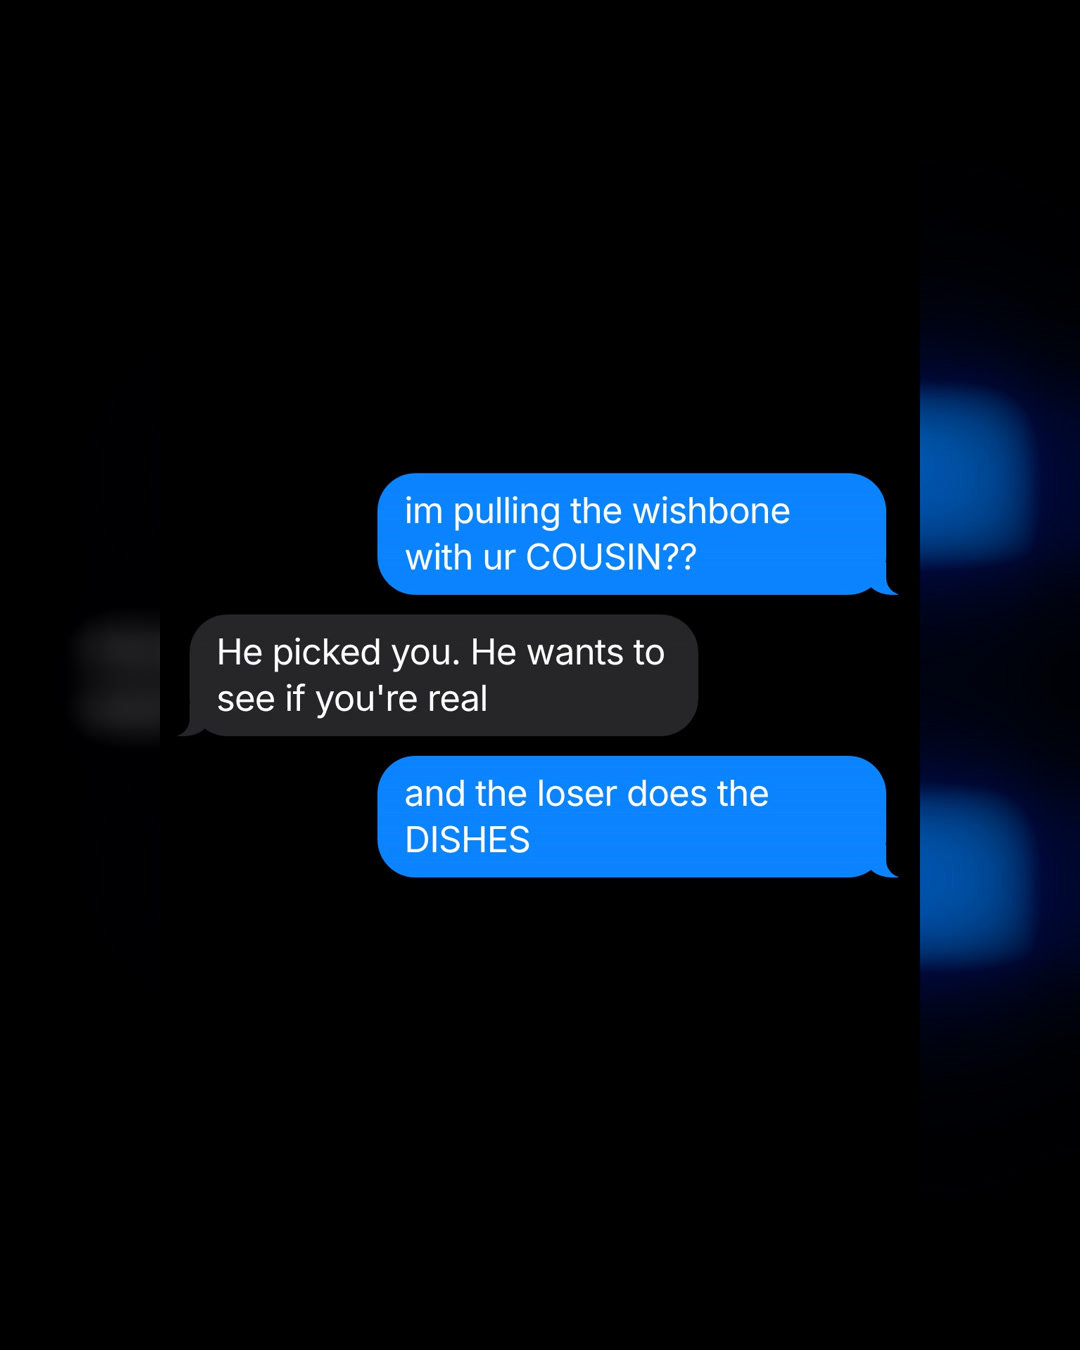 im pulling the wishbone
with ur COUSIN??
He picked you. He wants to
see if you're real
and the loser does the
DISHES